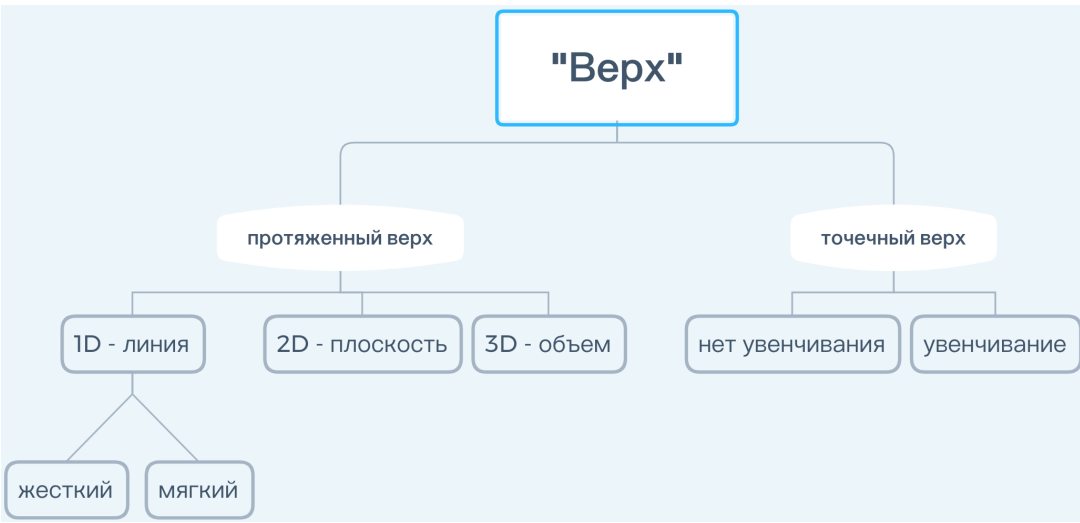 "Верх"
протяженный верх
точечный верх
1D - линия
2D - плоскость
3D - объем
нет увенчивания
увенчивание
жесткий
мягкий